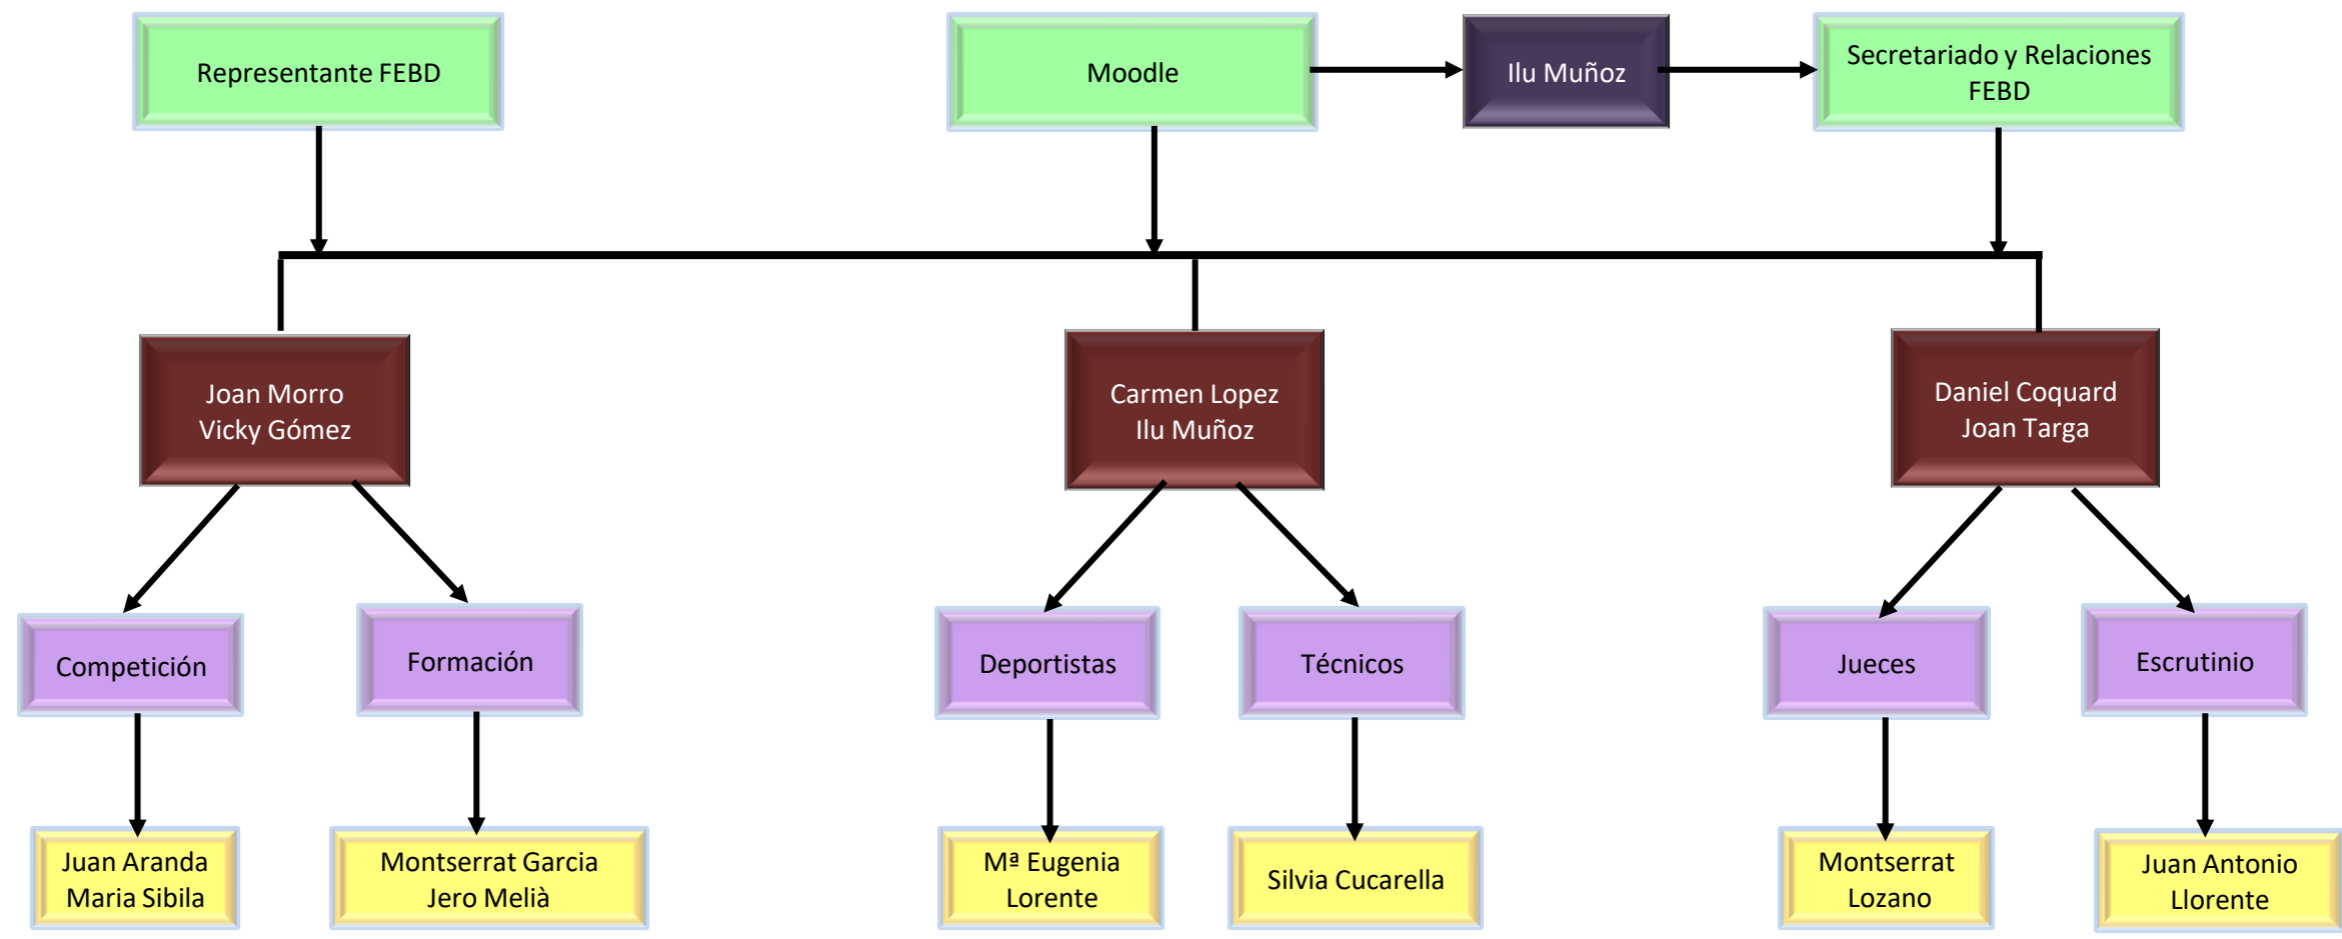 Representante FEBD
Moodle
Ilu Muñoz
Secretariado y Relaciones
FEBD
Joan Morro
Vicky Gómez
Carmen Lopez
Ilu Muñoz
Daniel Coquard
Joan Targa
Competición
Formación
Deportistas
Técnicos
Jueces
Escrutinio
Juan Aranda
Maria Sibila
Montserrat Garcia
Jero Melià
Mª Eugenia
Lorente
Silvia Cucarella
Montserrat
Lozano
Juan Antonio
Llorente